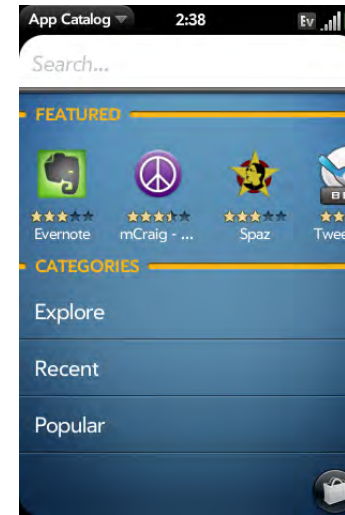 App Catalog 2:38 Ev
Search...
FEATURED
Evernote mCraig - ... Spaz Twee
CATEGORIES
Explore
Recent
Popular